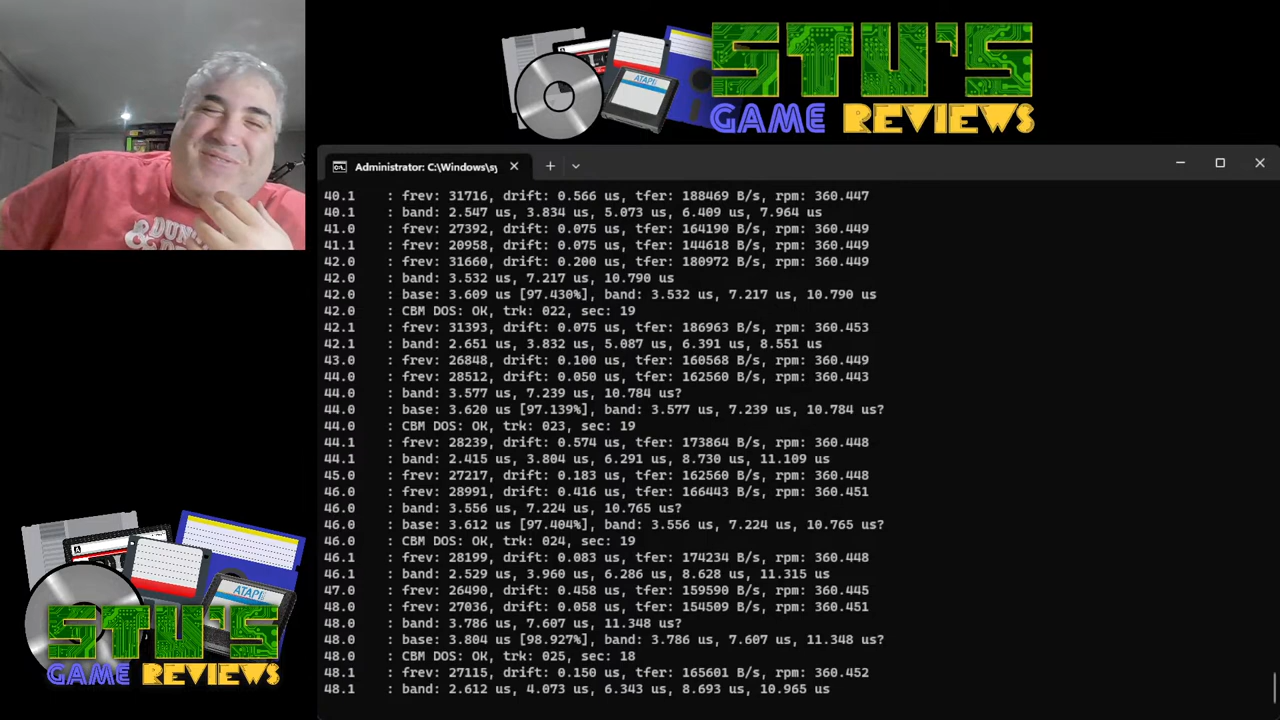 STU'S
GAME REVIEWS
ATARI
Administrator: C:\Windows\sy
40.1 : frev: 31716, drift: 0.566 us, tfer: 188469 B/s, rpm: 360.447
40.1 : band: 2.547 us, 3.834 us, 5.073 us, 6.409 us, 7.964 us
41.0 : frev: 27392, drift: 0.075 us, tfer: 164190 B/s, rpm: 360.449
41.1 : frev: 20958, drift: 0.075 us, tfer: 144618 B/s, rpm: 360.449
42.0 : frev: 31660, drift: 0.200 us, tfer: 180972 B/s, rpm: 360.449
42.0 : band: 3.532 us, 7.217 us, 10.790 us
42.0 : base: 3.609 us [97.430%], band: 3.532 us, 7.217 us, 10.790 us
42.0 : CBM DOS: OK, trk: 022, sec: 19
42.1 : frev: 31393, drift: 0.075 us, tfer: 186963 B/s, rpm: 360.453
42.1 : band: 2.651 us, 3.832 us, 5.087 us, 6.391 us, 8.551 us
43.0 : frev: 26848, drift: 0.100 us, tfer: 160568 B/s, rpm: 360.449
44.0 : frev: 28512, drift: 0.050 us, tfer: 162560 B/s, rpm: 360.443
44.0 : band: 3.577 us, 7.239 us, 10.784 us?
44.0 : base: 3.620 us [97.139%], band: 3.577 us, 7.239 us, 10.784 us?
44.0 : CBM DOS: OK, trk: 023, sec: 19
44.1 : frev: 28239, drift: 0.574 us, tfer: 173864 B/s, rpm: 360.448
44.1 : band: 2.415 us, 3.804 us, 6.291 us, 8.730 us, 11.109 us
45.0 : frev: 27217, drift: 0.183 us, tfer: 162560 B/s, rpm: 360.448
46.0 : frev: 28991, drift: 0.416 us, tfer: 166443 B/s, rpm: 360.451
46.0 : band: 3.556 us, 7.224 us, 10.765 us?
46.0 : base: 3.612 us [97.404%], band: 3.556 us, 7.224 us, 10.765 us?
46.0 : CBM DOS: OK, trk: 024, sec: 19
46.1 : frev: 28199, drift: 0.083 us, tfer: 174234 B/s, rpm: 360.448
46.1 : band: 2.529 us, 3.960 us, 6.286 us, 8.628 us, 11.315 us
47.0 : frev: 26490, drift: 0.458 us, tfer: 159590 B/s, rpm: 360.445
48.0 : frev: 27036, drift: 0.058 us, tfer: 154509 B/s, rpm: 360.451
48.0 : band: 3.786 us, 7.607 us, 11.348 us?
48.0 : base: 3.804 us [98.927%], band: 3.786 us, 7.607 us, 11.348 us?
48.0 : CBM DOS: OK, trk: 025, sec: 18
48.1 : frev: 27115, drift: 0.150 us, tfer: 165601 B/s, rpm: 360.452
48.1 : band: 2.612 us, 4.073 us, 6.343 us, 8.693 us, 10.965 us
A
ATARI
STU'S
GAME REVIEWS